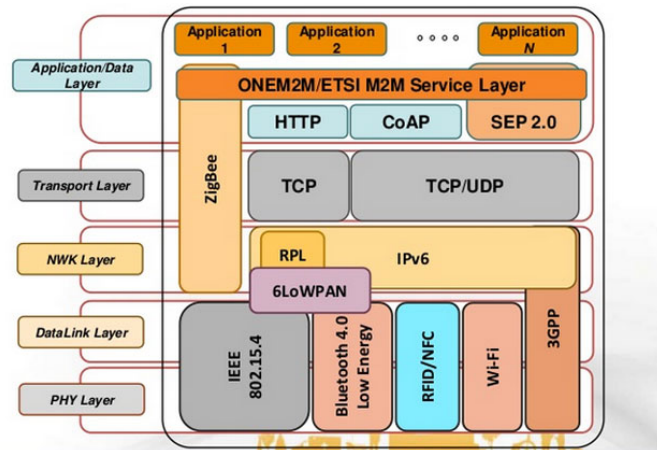 Application
1
Application
2
Application
N
Application/Data
Layer
ONEM2M/ETSI M2M Service Layer
HTTP
CoAP
SEP 2.0
ZigBee
Transport Layer
TCP
TCP/UDP
NWK Layer
RPL
IPv6
6LoWPAN
DataLink Layer
IEEE
802.15.4
Bluetooth 4.0
Low Energy
RFID/NFC
Wi-Fi
3GPP
PHY Layer